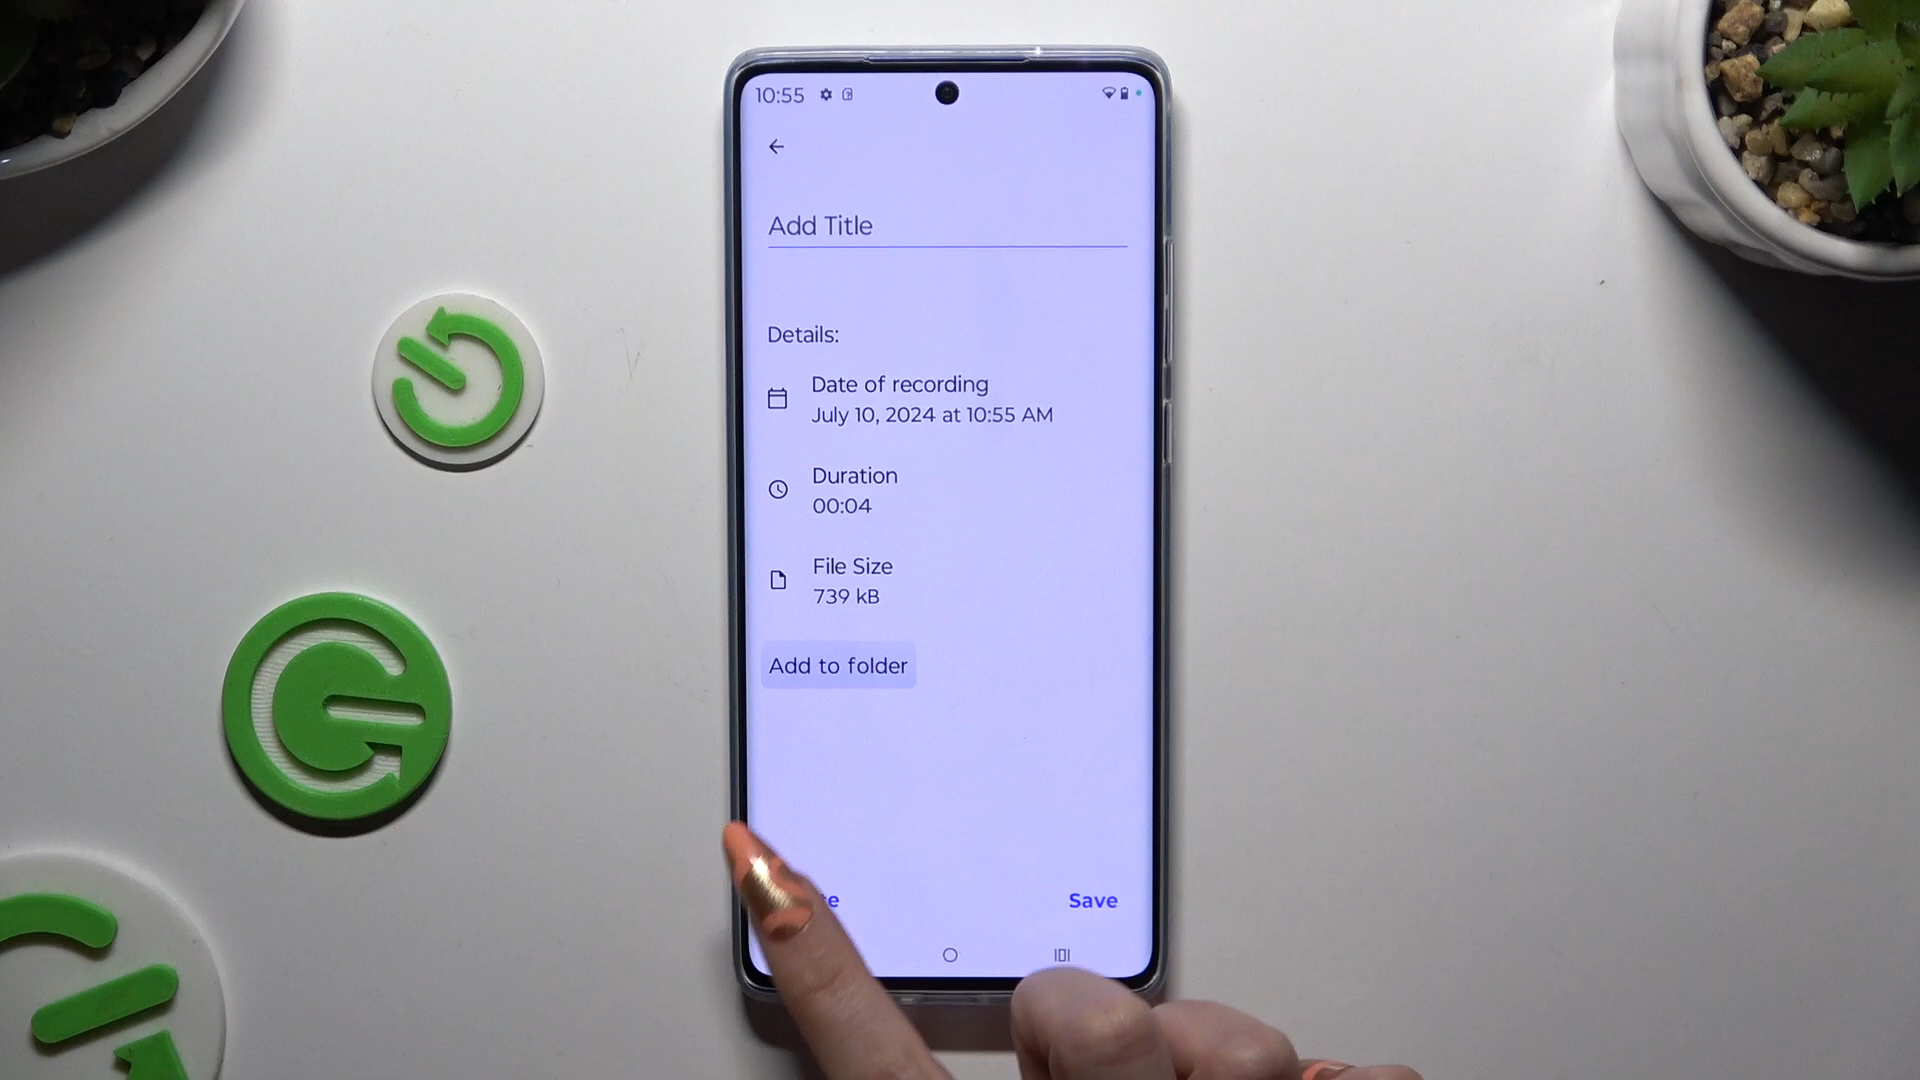 10:55
Add Title
Details:
Date of recording
July 10, 2024 at 10:55 AM
Duration
00:04
File Size
739 kB
Add to folder
Save